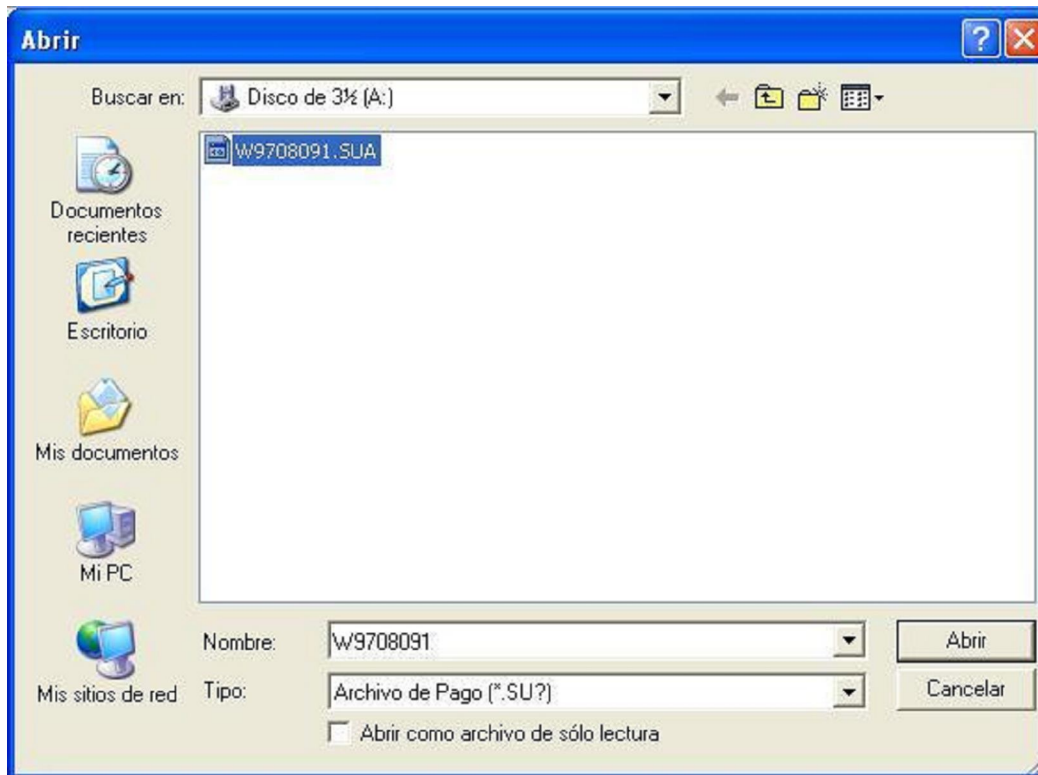 Abrir
Buscar en: Disco de 3½ (A:)
W9708091.SUA
Documentos
recientes
Escritorio
Mis documentos
Mi PC
Mis sitios de red
Nombre: W9708091 Abrir
Tipo: Archivo de Pago (*.SU?) Cancelar
Abrir como archivo de sólo lectura